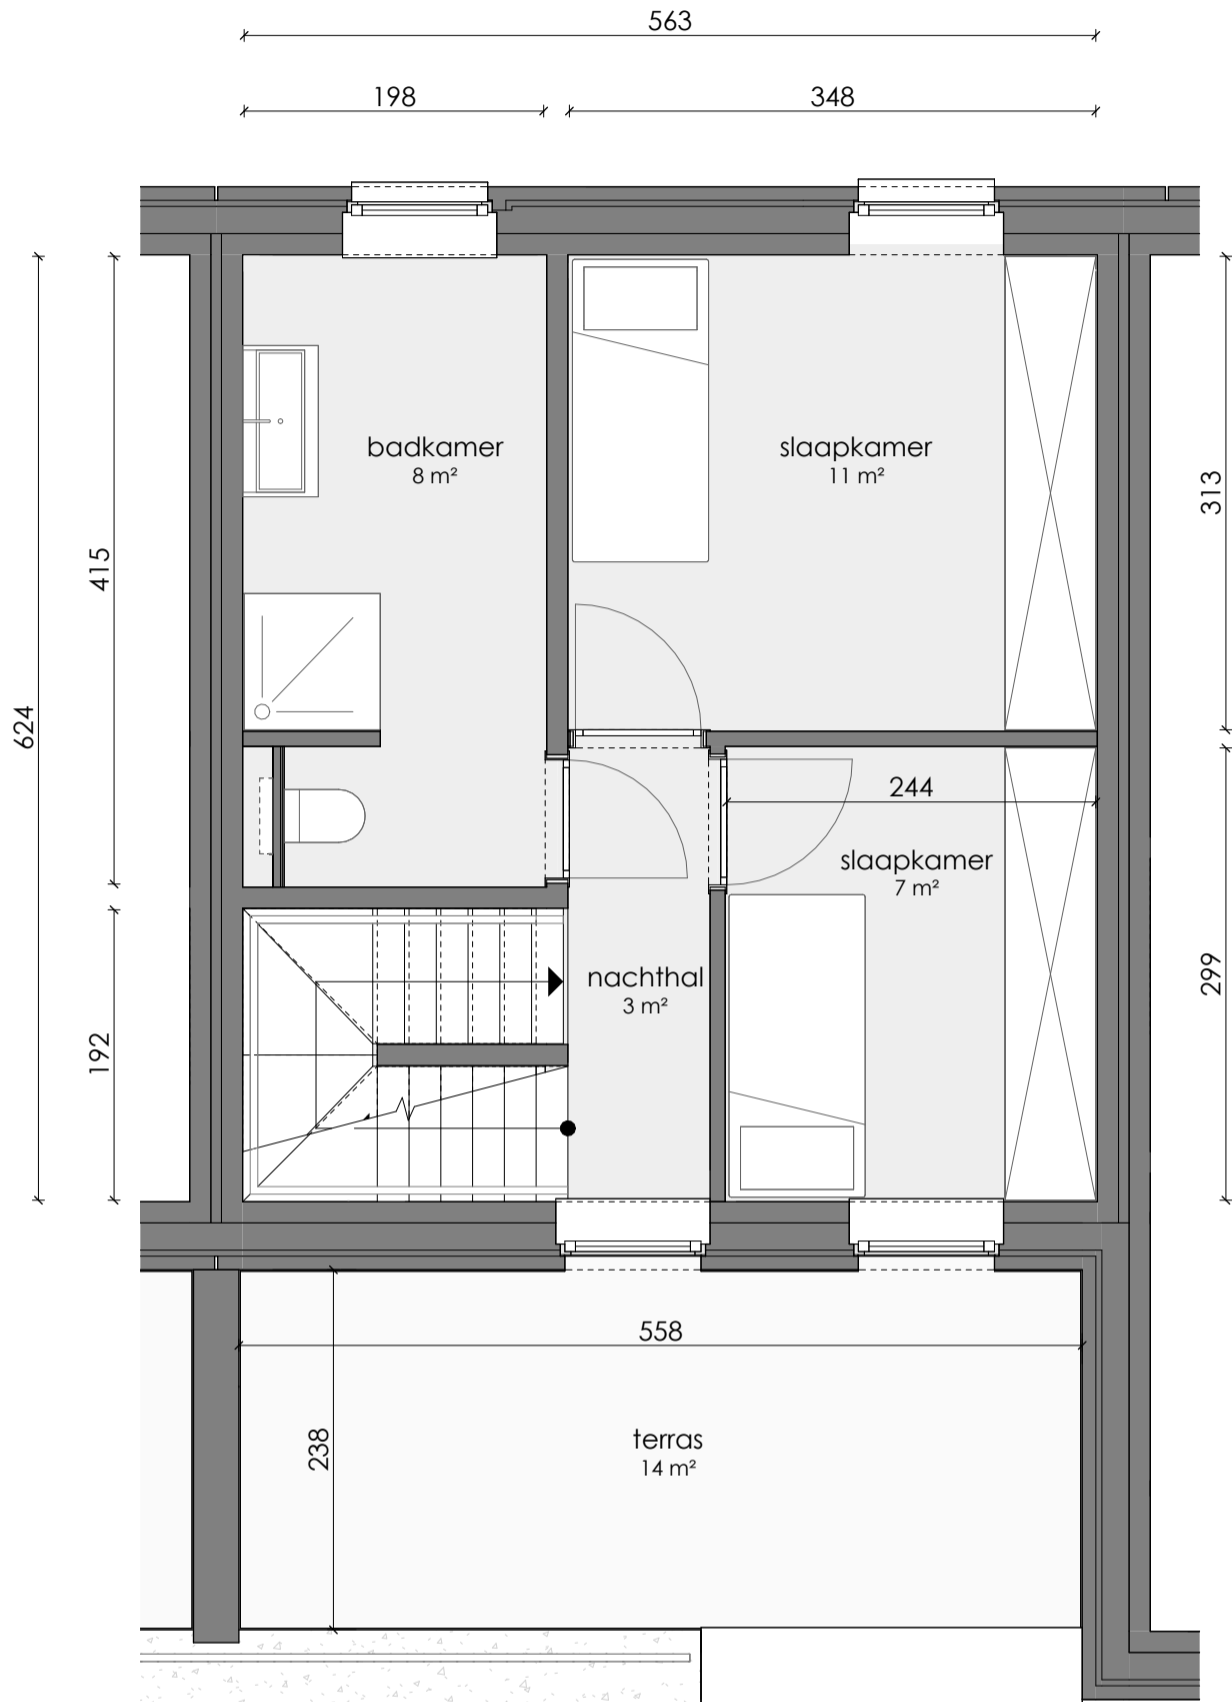 563
198
348
badkamer
8 m²
slaapkamer
11 m²
313
415
624
244
slaapkamer
7 m²
nachthal
3 m²
299
192
558
238
terras
14 m²